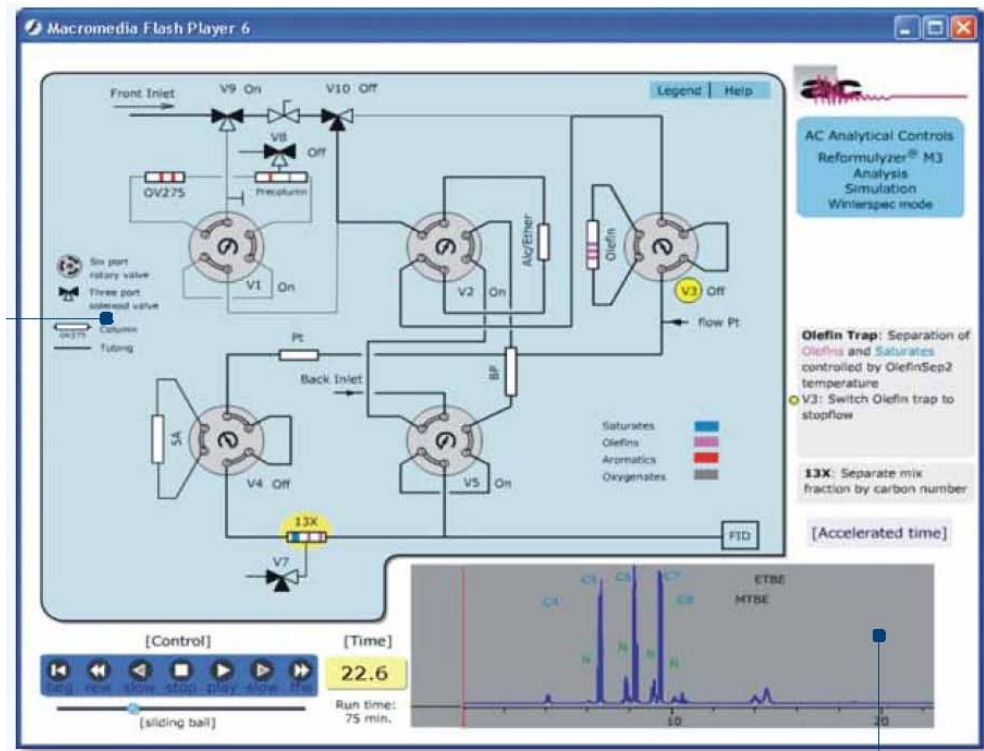 Macromedia Flash Player 6
Front Inlet
V9 On
V10 Off
Legend | Help
V8
Off
OV275
Precolumn
Alc/Ether
Olefin
V1 On
V2 On
V3 Off
flow Pt
Six port
rotary valve
Three port
solenoid valve
OV275
Column
Tubing
Pt
BP
Back Inlet
5A
V4 Off
V5 On
Saturates
Olefins
Aromatics
Oxygenates
13X
V7
FID
ac
AC Analytical Controls
Reformulyzer® M3
Analysis
Simulation
Winterspec mode
Olefin Trap: Separation of
Olefins and Saturates
controlled by OlefinSep2
temperature
V3: Switch Olefin trap to
stopflow
13X: Separate mix
fraction by carbon number
[Accelerated time]
[Control]
beg rew slow stop play slow ffw
[sliding ball]
[Time]
22.6
Run time:
75 min.
C5 C6 C7 ETBE
C4 C8 MTBE
N N N N
10 20